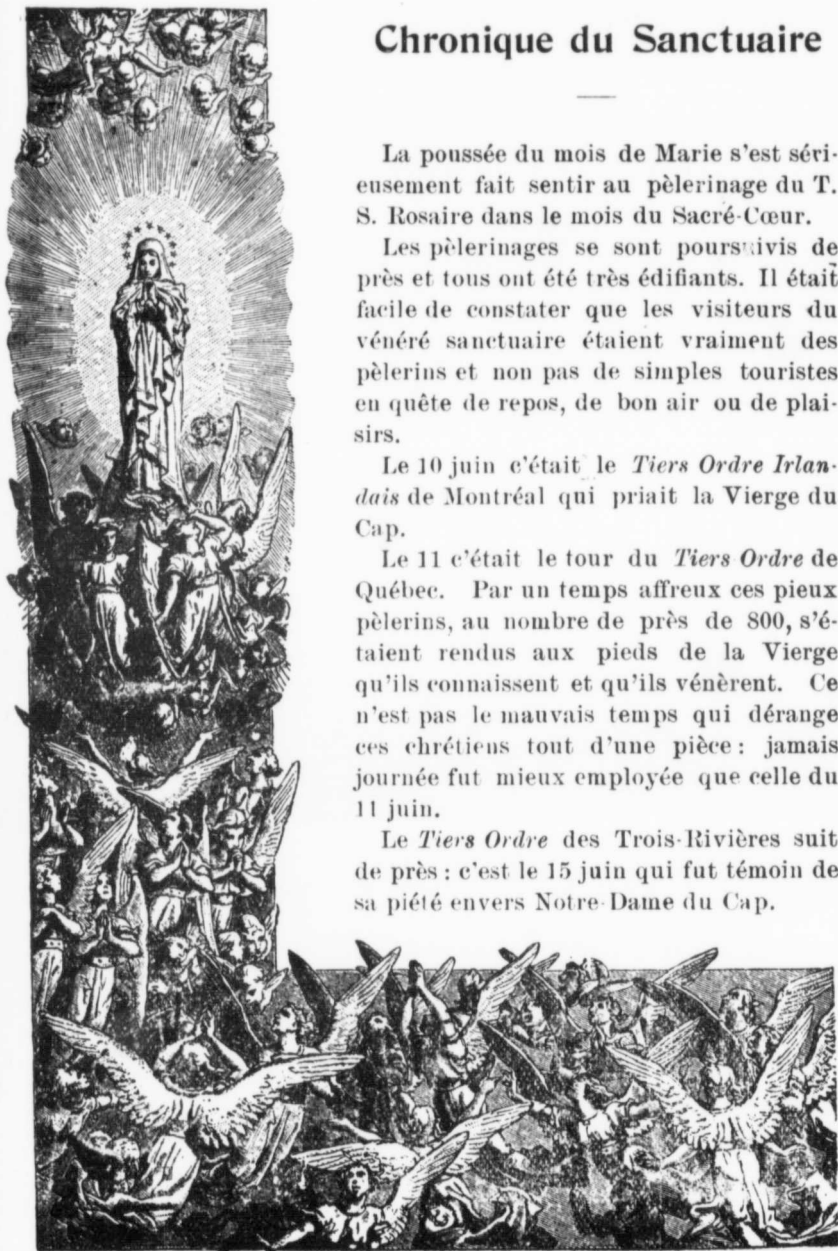 Chronique du Sanctuaire
La poussée du mois de Marie s'est séri-
eusement fait sentir au pèlerinage du T.
S. Rosaire dans le mois du Sacré-Cœur.
Les pèlerinages se sont poursuivis de
près et tous ont été très édifiants. Il était
facile de constater que les visiteurs du
vénéré sanctuaire étaient vraiment des
pèlerins et non pas de simples touristes
en quête de repos, de bon air ou de plai-
sirs.
Le 10 juin c'était le Tiers Ordre Irlan-
dais de Montréal qui priait la Vierge du
Cap.
Le 11 c'était le tour du Tiers Ordre de
Québec. Par un temps affreux ces pieux
pèlerins, au nombre de près de 800, s'é-
taient rendus aux pieds de la Vierge
qu'ils connaissent et qu'ils vénèrent. Ce
n'est pas le mauvais temps qui dérange
ces chrétiens tout d'une pièce : jamais
journée fut mieux employée que celle du
11 juin.
Le Tiers Ordre des Trois-Rivières suit
de près : c'est le 15 juin qui fut témoin de
sa piété envers Notre-Dame du Cap.